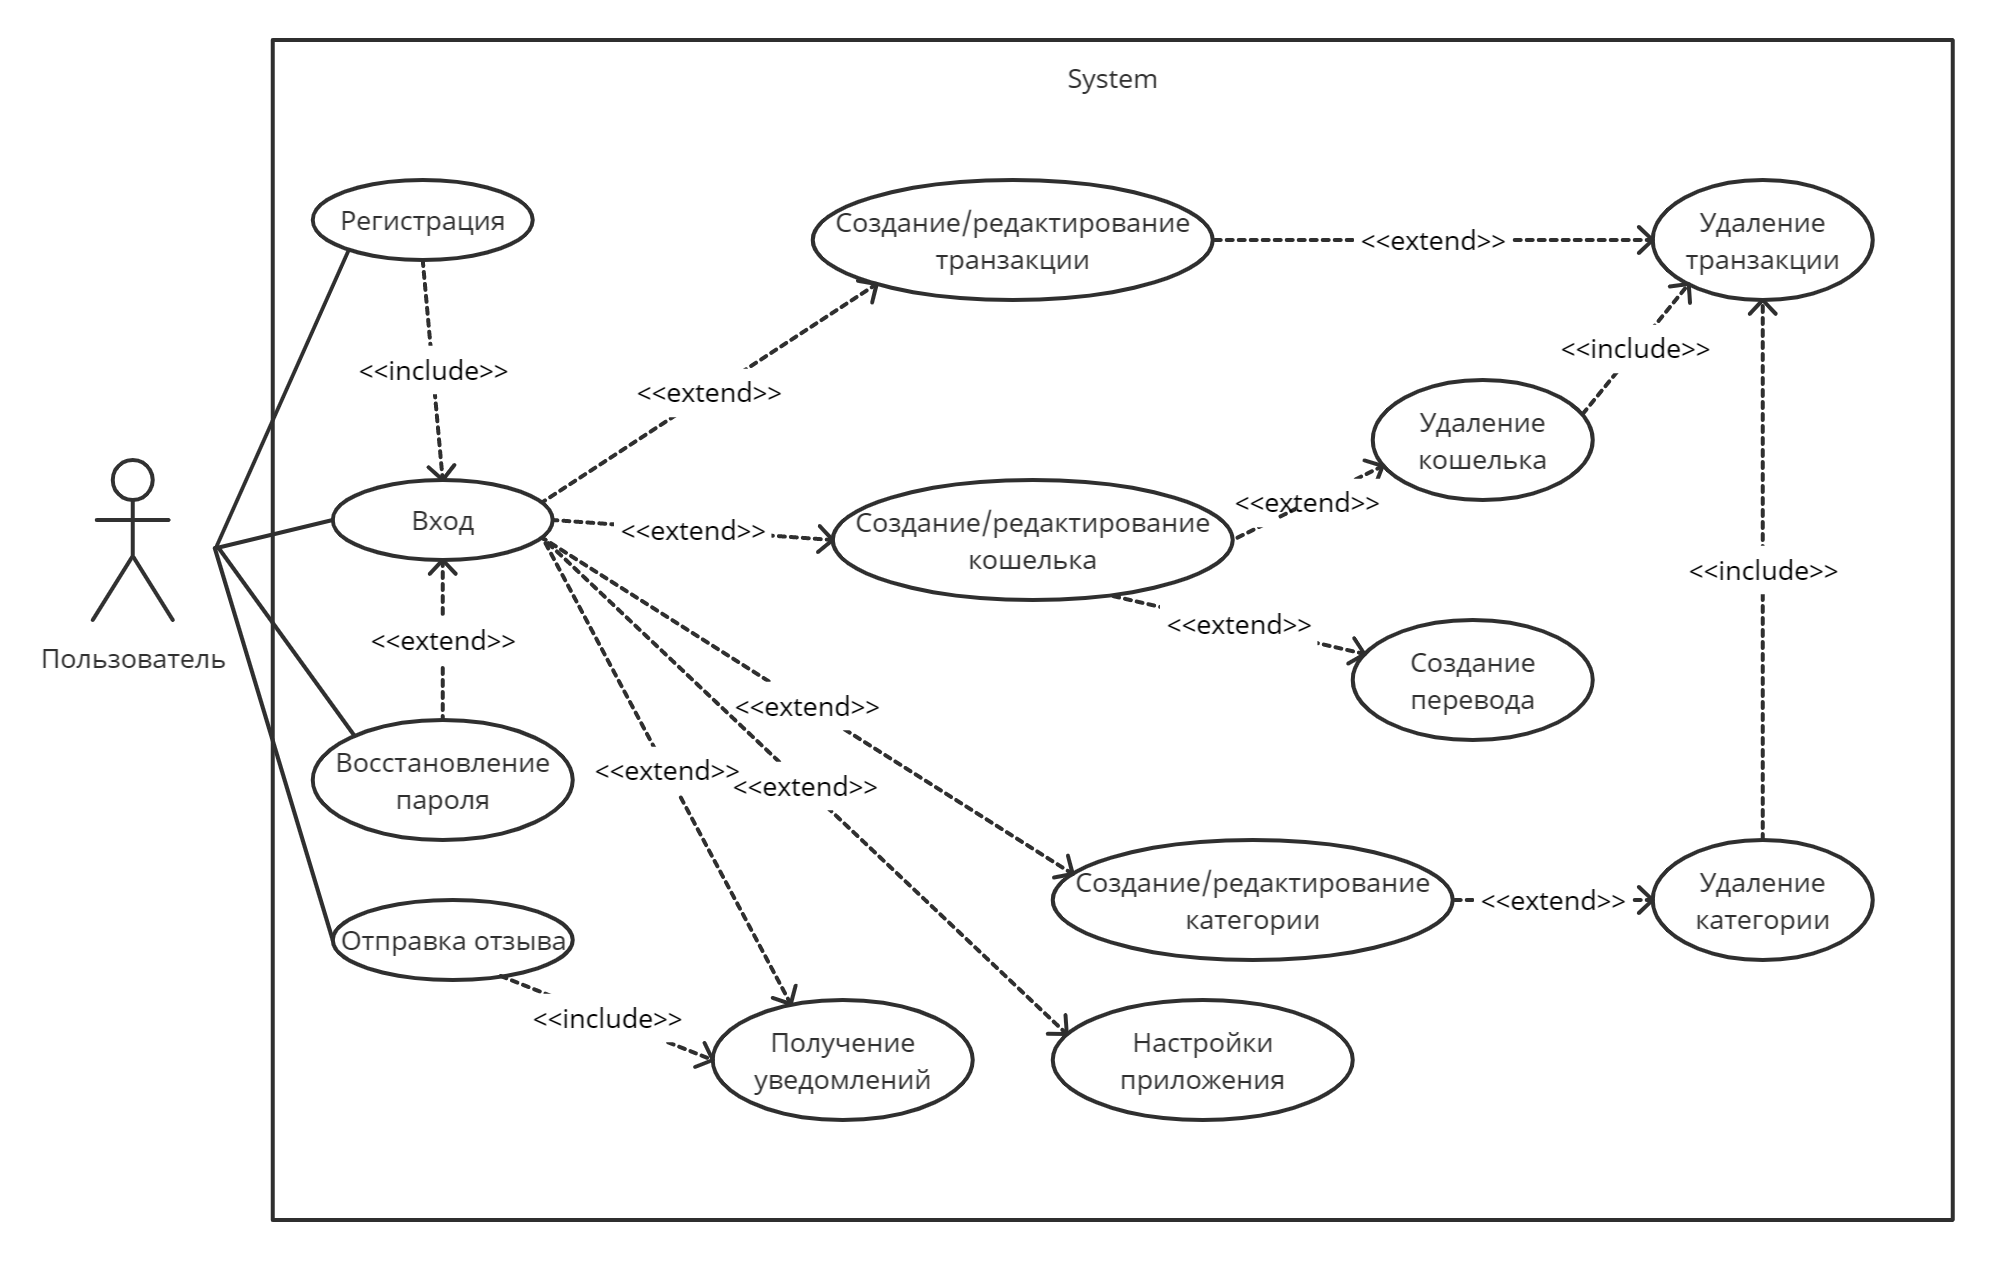 System
Регистрация
Создание/редактирование
транзакции
<<extend>>
Удаление
транзакции
<<include>>
<<include>>
<<extend>>
Удаление
кошелька
Пользователь
Вход
<<extend>>
Создание/редактирование
кошелька
<<extend>>
<<include>>
<<extend>>
<<extend>>
Создание
перевода
<<extend>>
Восстановление
пароля
<<extend>>
<<extend>>
Создание/редактирование
категории
<<extend>>
Удаление
категории
Отправка отзыва
<<include>>
Получение
уведомлений
Настройки
приложения